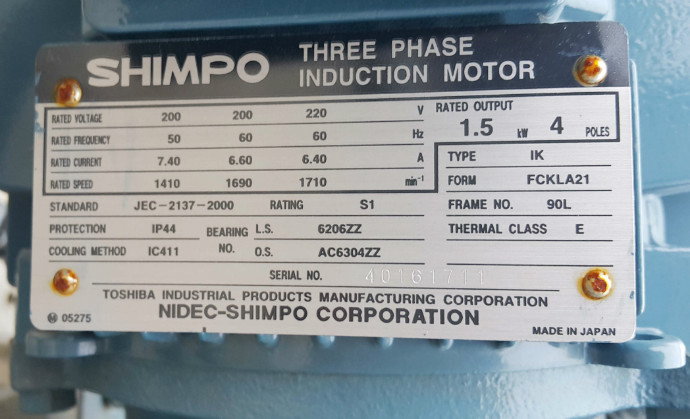 SHIMPO THREE PHASE INDUCTION MOTOR
RATED VOLTAGE 200 200 220 V
RATED FREQUENCY 50 60 60 Hz
RATED CURRENT 7.40 6.60 6.40 A
RATED SPEED 1410 1690 1710 min⁻¹
RATED OUTPUT
1.5 kW 4 POLES
TYPE IK
FORM FCKLA21
STANDARD JEC-2137-2000 RATING S1 FRAME NO. 90L
PROTECTION IP44 BEARING NO. L.S. 6206ZZ THERMAL CLASS E
COOLING METHOD IC411 O.S. AC6304ZZ
SERIAL NO. 40161711
TOSHIBA INDUSTRIAL PRODUCTS MANUFACTURING CORPORATION
NIDEC-SHIMPO CORPORATION
05275
MADE IN JAPAN